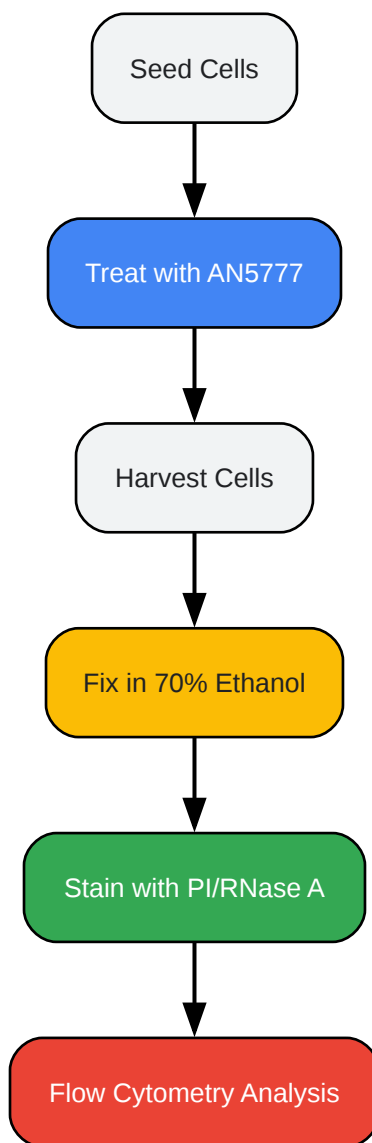 Seed Cells
Treat with AN5777
Harvest Cells
Fix in 70% Ethanol
Stain with PI/RNase A
Flow Cytometry Analysis